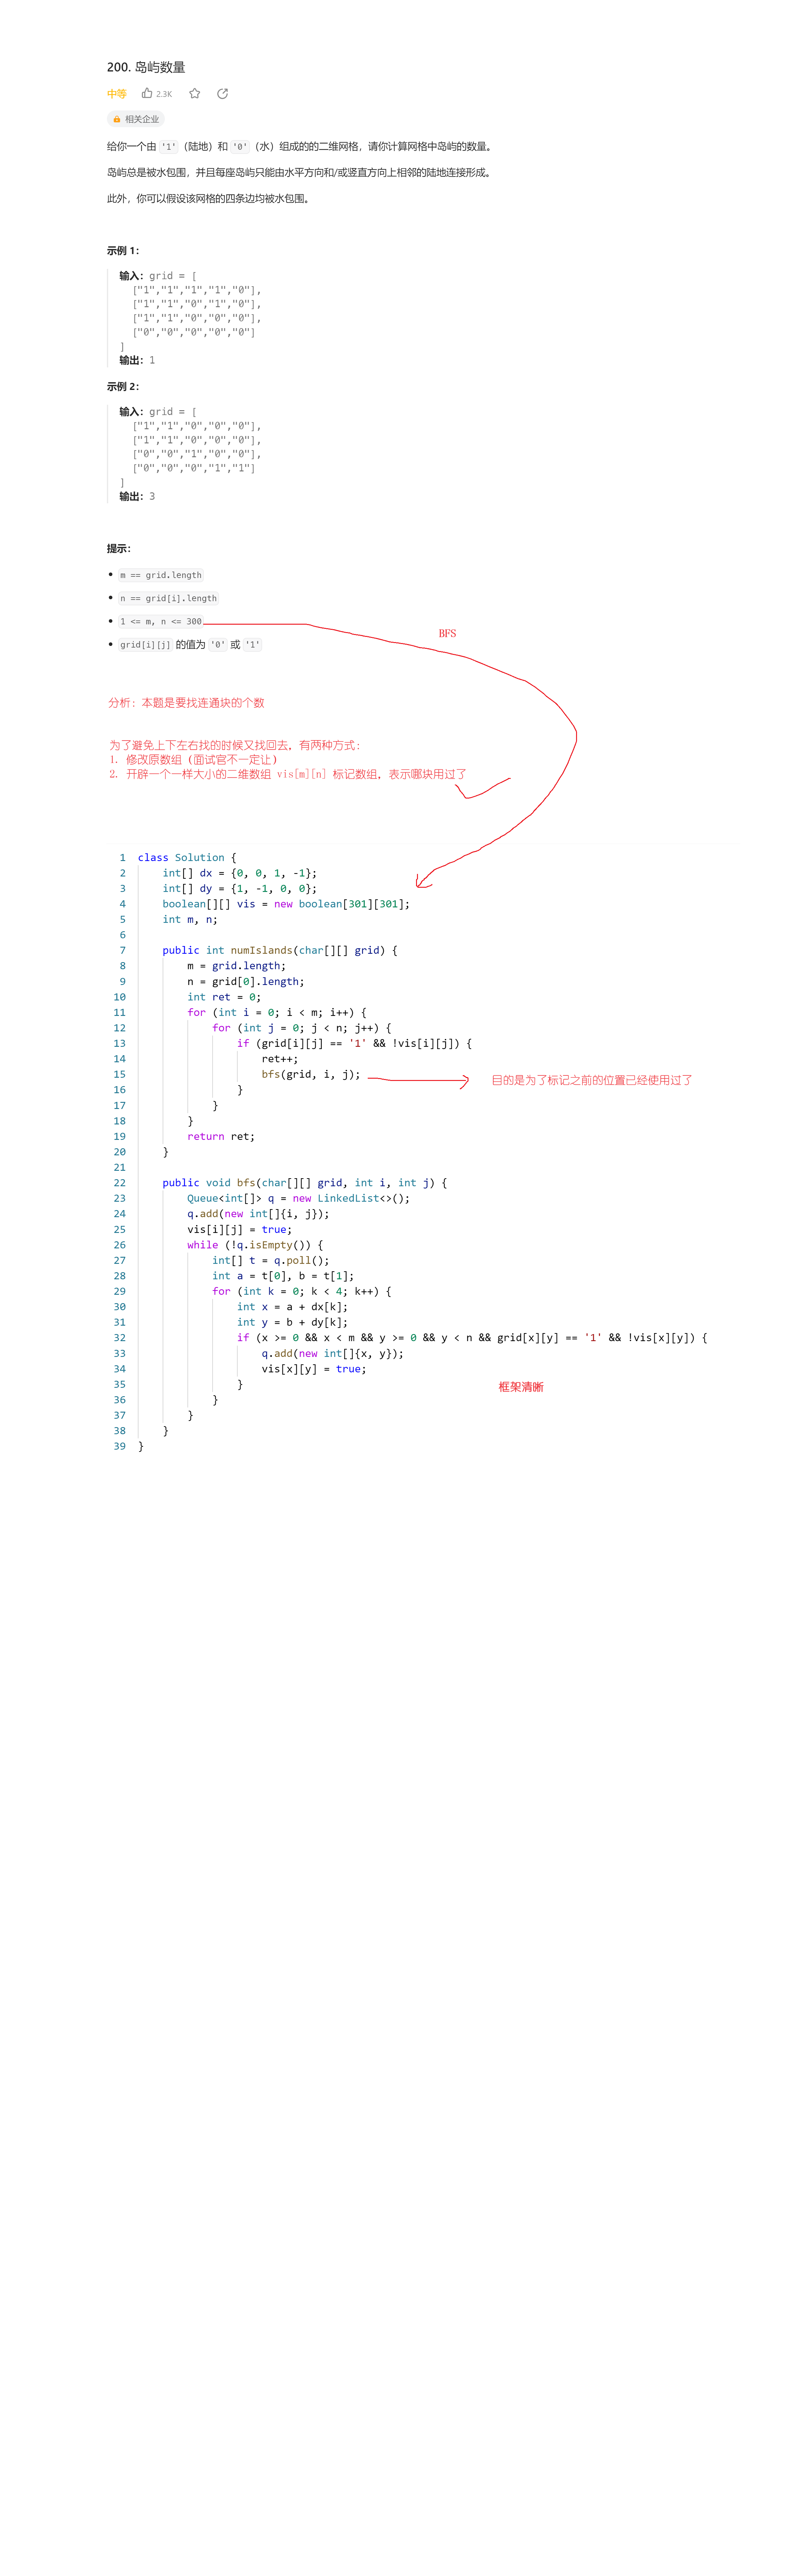 200. 岛屿数量
中等 2.3K
相关企业
给你一个由 '1'（陆地）和 '0'（水）组成的的二维网格，请你计算网格中岛屿的数量。
岛屿总是被水包围，并且每座岛屿只能由水平方向和/或竖直方向上相邻的陆地连接形成。
此外，你可以假设该网格的四条边均被水包围。
示例 1：
输入：grid = [
["1","1","1","1","0"],
["1","1","0","1","0"],
["1","1","0","0","0"],
["0","0","0","0","0"]
]
输出：1
示例 2：
输入：grid = [
["1","1","0","0","0"],
["1","1","0","0","0"],
["0","0","1","0","0"],
["0","0","0","1","1"]
]
输出：3
提示：
• m == grid.length
• n == grid[i].length
• 1 <= m, n <= 300
BFS
• grid[i][j] 的值为 '0' 或 '1'
分析：本题是要找连通块的个数
为了避免上下左右找的时候又找回去，有两种方式：
1. 修改原数组（面试官不一定让）
2. 开辟一个一样大小的二维数组 vis[m][n] 标记数组，表示哪块用过了
1 class Solution {
2 int[] dx = {0, 0, 1, -1};
3 int[] dy = {1, -1, 0, 0};
4 boolean[][] vis = new boolean[301][301];
5 int m, n;
6
7 public int numIslands(char[][] grid) {
8 m = grid.length;
9 n = grid[0].length;
10 int ret = 0;
11 for (int i = 0; i < m; i++) {
12 for (int j = 0; j < n; j++) {
13 if (grid[i][j] == '1' && !vis[i][j]) {
14 ret++;
15 bfs(grid, i, j); 目的是为了标记之前的位置已经使用过了
16 }
17 }
18 }
19 return ret;
20 }
21
22 public void bfs(char[][] grid, int i, int j) {
23 Queue<int[]> q = new LinkedList<>();
24 q.add(new int[]{i, j});
25 vis[i][j] = true;
26 while (!q.isEmpty()) {
27 int[] t = q.poll();
28 int a = t[0], b = t[1];
29 for (int k = 0; k < 4; k++) {
30 int x = a + dx[k];
31 int y = b + dy[k];
32 if (x >= 0 && x < m && y >= 0 && y < n && grid[x][y] == '1' && !vis[x][y]) {
33 q.add(new int[]{x, y});
34 vis[x][y] = true;
35 } 框架清晰
36 }
37 }
38 }
39 }